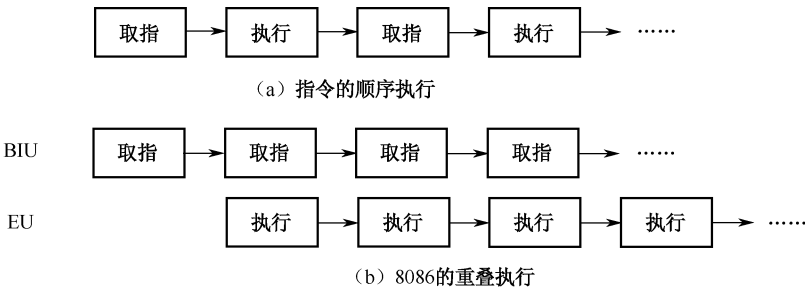 取指 执行 取指 执行 ……
（a）指令的顺序执行
BIU 取指 取指 取指 取指 ……
EU 执行 执行 执行 执行 ……
（b）8086的重叠执行